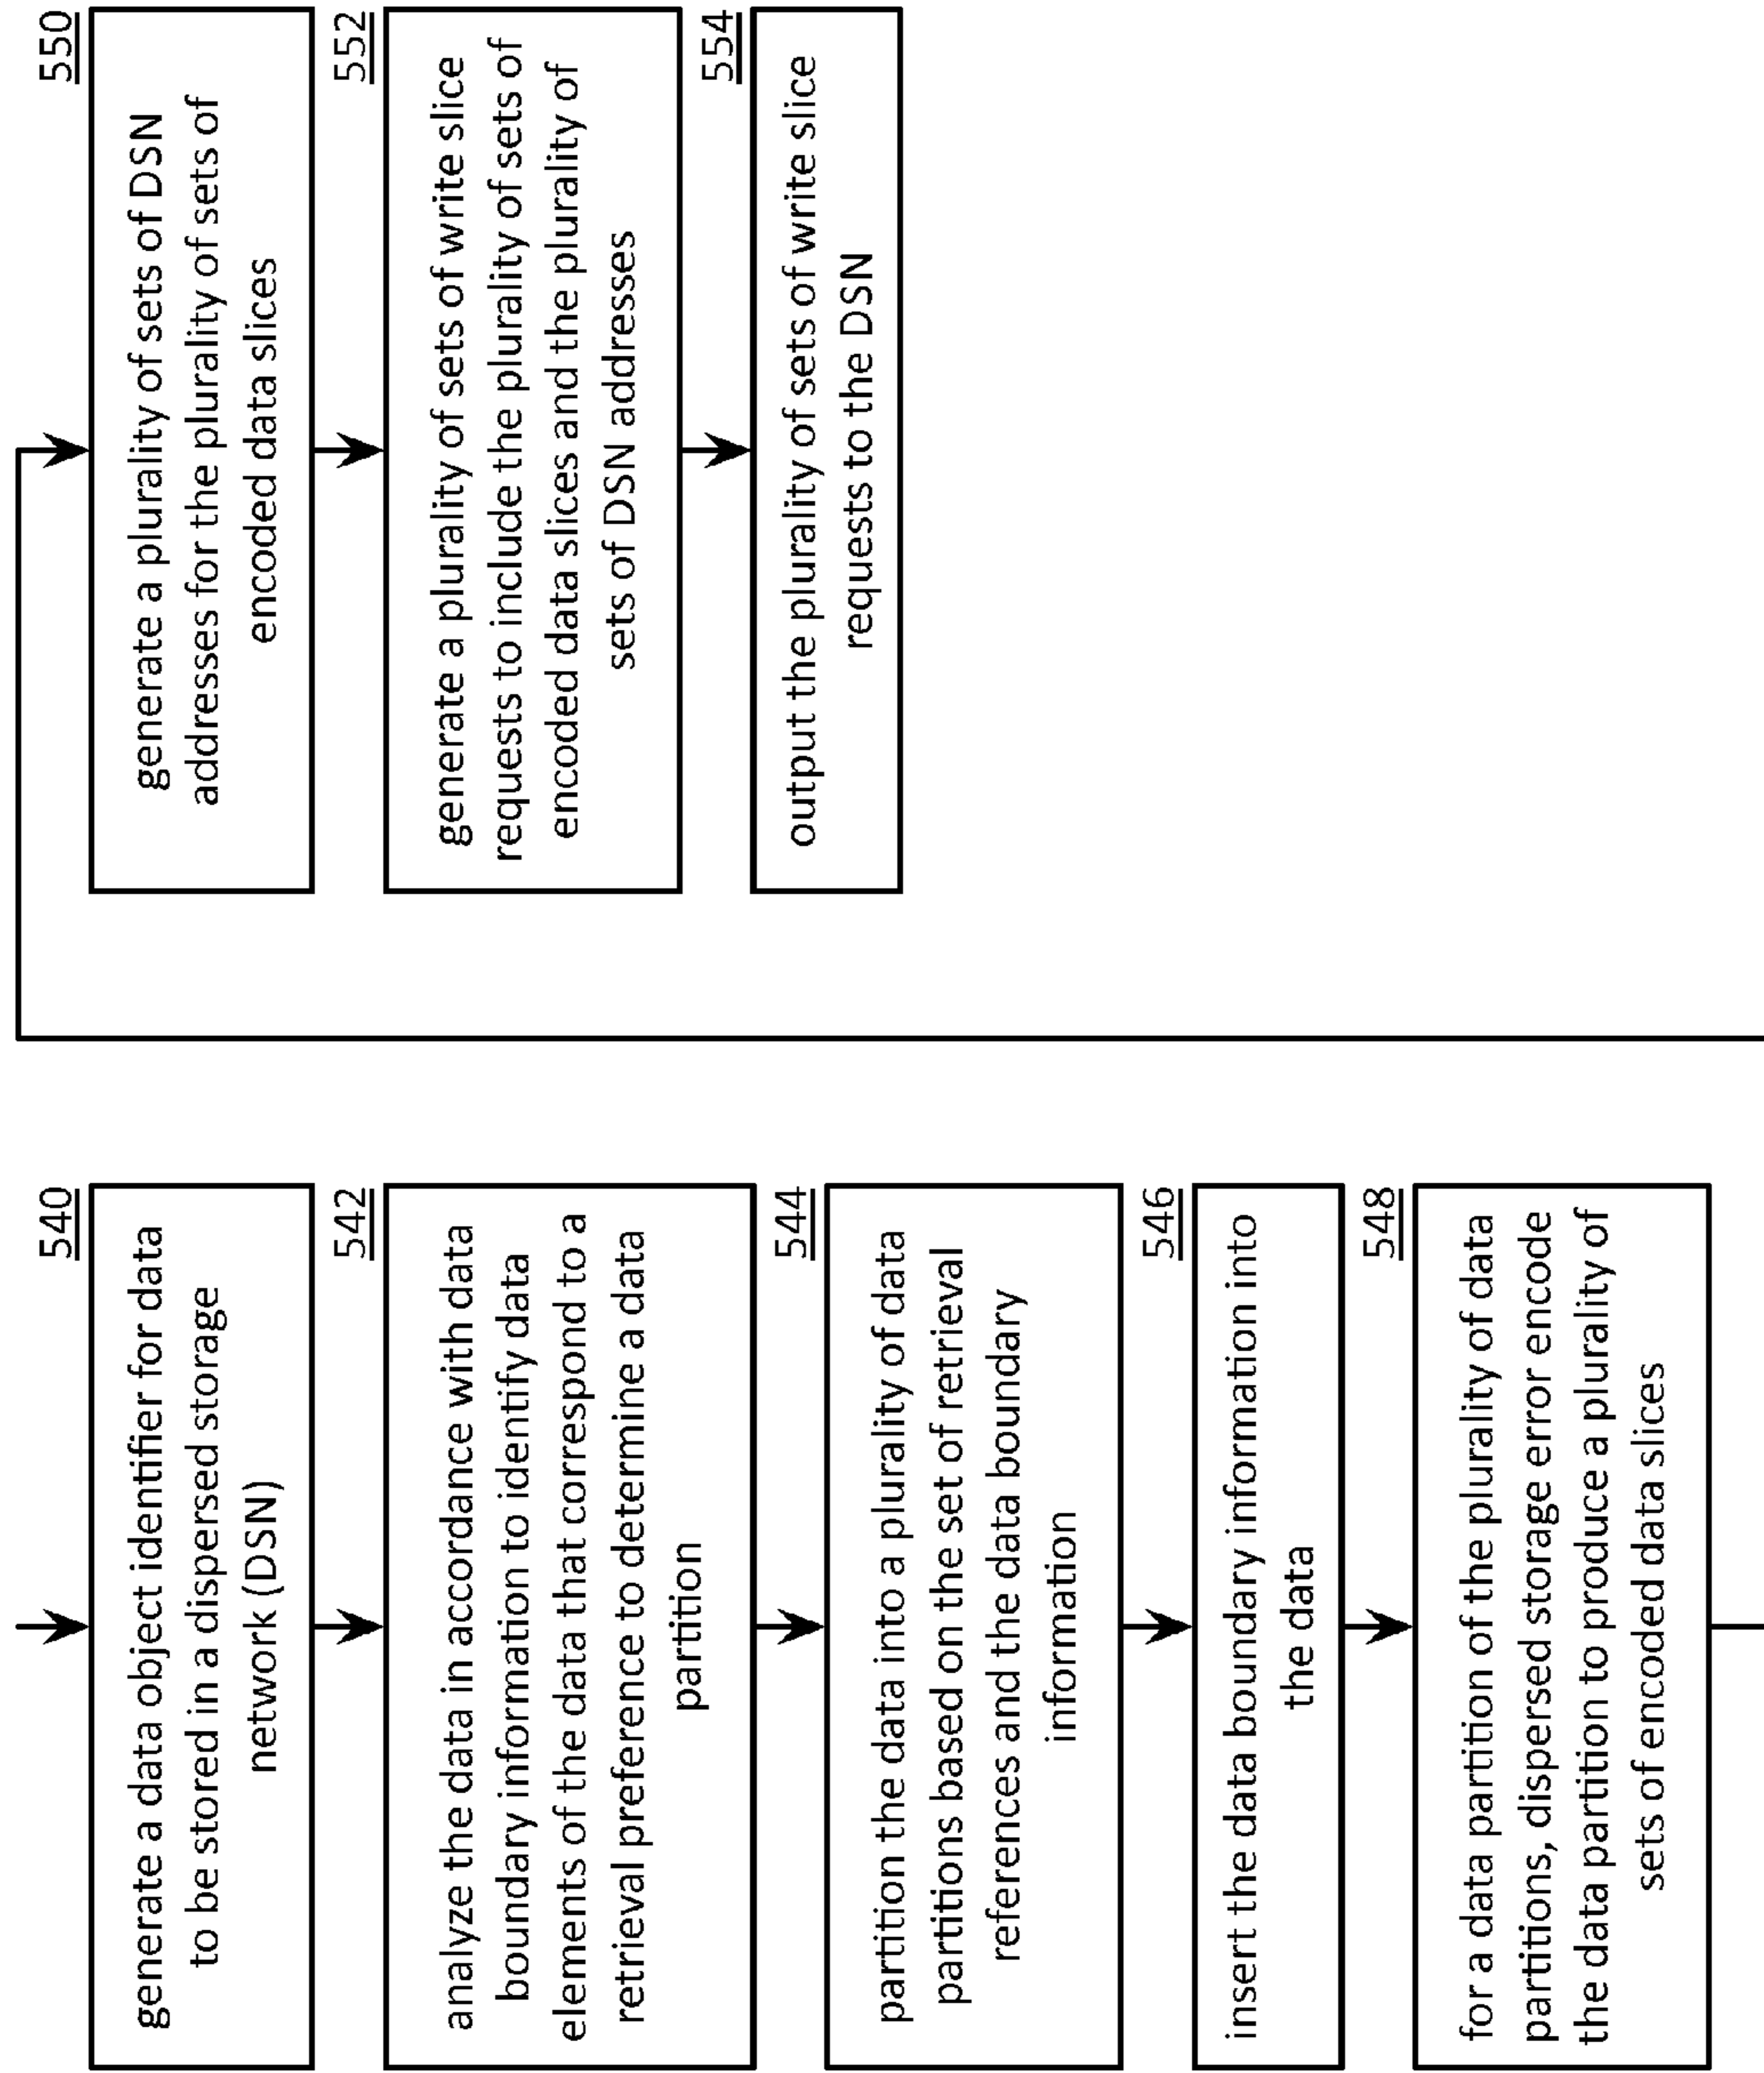 540
generate a data object identifier for data
to be stored in a dispersed storage
network (DSN)
542
analyze the data in accordance with data
boundary information to identify data
elements of the data that correspond to a
retrieval preference to determine a data
partition
544
partition the data into a plurality of data
partitions based on the set of retrieval
references and the data boundary
information
546
insert the data boundary information into
the data
548
for a data partition of the plurality of data
partitions, dispersed storage error encode
the data partition to produce a plurality of
sets of encoded data slices
550
generate a plurality of sets of DSN
addresses for the plurality of sets of
encoded data slices
552
generate a plurality of sets of write slice
requests to include the plurality of sets of
encoded data slices and the plurality of
sets of DSN addresses
554
output the plurality of sets of write slice
requests to the DSN